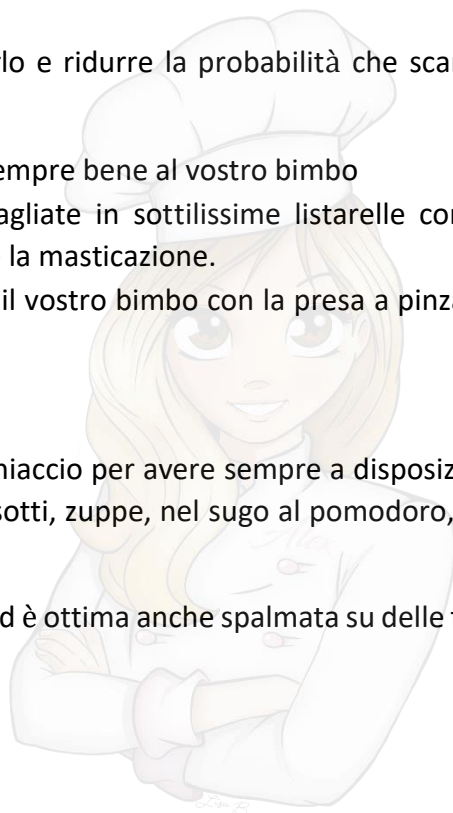 lo e ridurre la probabilità che sca
empre bene al vostro bimbo
agliate in sottilissime listarelle co
la masticazione.
il vostro bimbo con la presa a pinz
iaccio per avere sempre a disposiz
sotti, zuppe, nel sugo al pomodoro,
d è ottima anche spalmata su delle
Alex